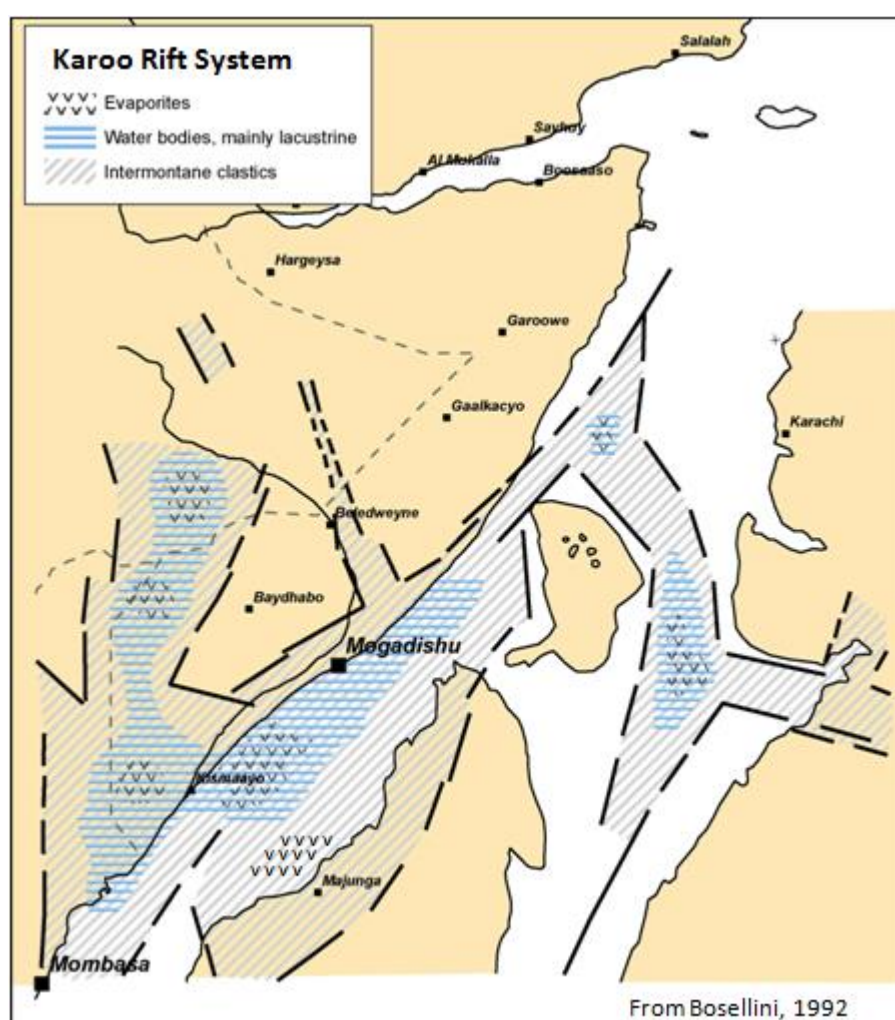 Karoo Rift System
Evaporites
Water bodies, mainly lacustrine
Intermontane clastics
Salalah
Sayhuy
Al Mukalla
Boosaaso
Hargeysa
Garoowe
Gaalkacyo
Karachi
Beledweyne
Baydhabo
Mogadishu
Kismaayo
Majunga
Mombasa
From Bosellini, 1992